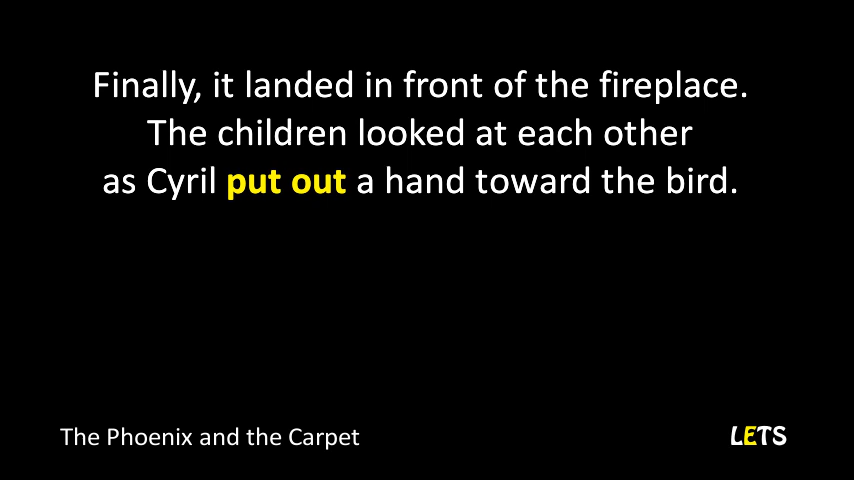 Finally, it landed in front of the fireplace.
The children looked at each other
as Cyril put out a hand toward the bird.
The Phoenix and the Carpet
LETS